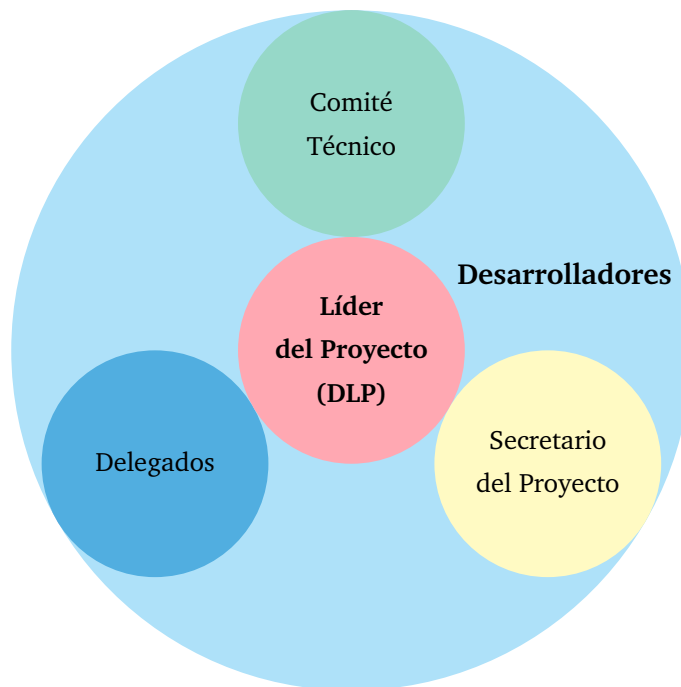 Comité
Técnico
Desarrolladores
Líder
del Proyecto
(DLP)
Delegados
Secretario
del Proyecto